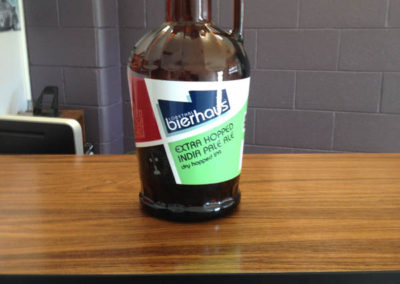 bierhaus
EXTRA HOPPED
INDIA PALE ALE
dry hopped ipa